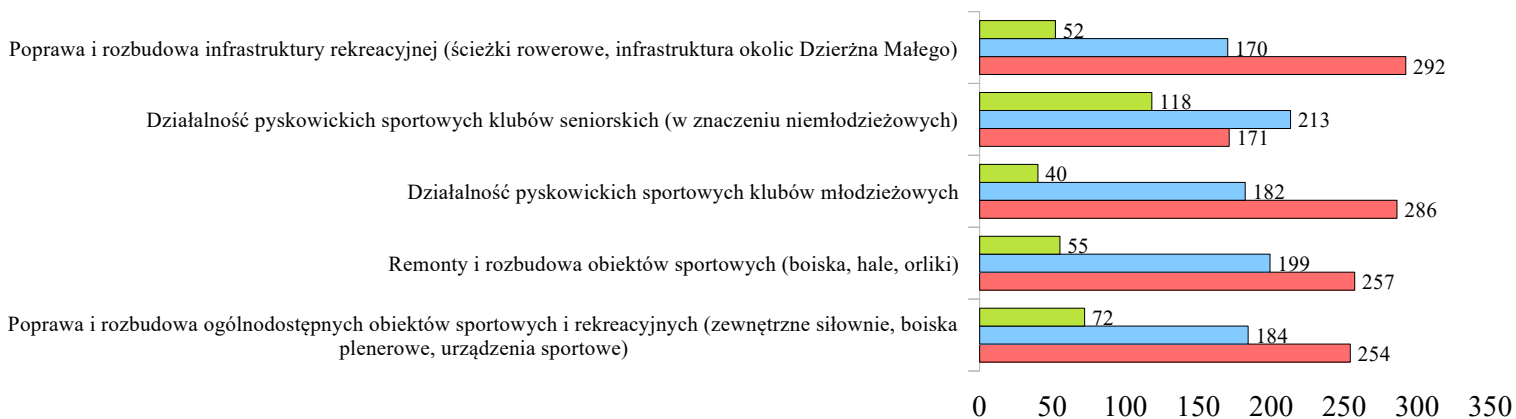 Poprawa i rozbudowa infrastruktury rekreacyjnej (ścieżki rowerowe, infrastruktura okolic Dzierżna Małego)
52
170
292
Działalność pyskowickich sportowych klubów seniorskich (w znaczeniu niemłodzieżowych)
118
213
171
Działalność pyskowickich sportowych klubów młodzieżowych
40
182
286
Remonty i rozbudowa obiektów sportowych (boiska, hale, orliki)
55
199
257
Poprawa i rozbudowa ogólnodostępnych obiektów sportowych i rekreacyjnych (zewnętrzne siłownie, boiska
plenerowe, urządzenia sportowe)
72
184
254
0 50 100 150 200 250 300 350